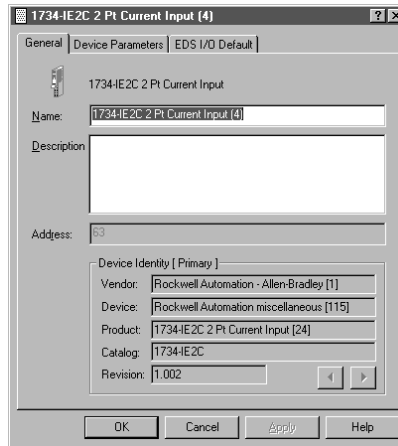 1734-IE2C 2 Pt Current Input (4)
General Device Parameters EDS I/O Default
1734-IE2C 2 Pt Current Input
Name: 1734-IE2C 2 Pt Current Input (4)
Description
Address: 63
Device Identity [ Primary ]
Vendor: Rockwell Automation - Allen-Bradley [1]
Device: Rockwell Automation miscellaneous [115]
Product: 1734-IE2C 2 Pt Current Input [24]
Catalog: 1734-IE2C
Revision: 1.002
OK Cancel Apply Help